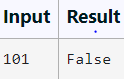 Input Result
101 False